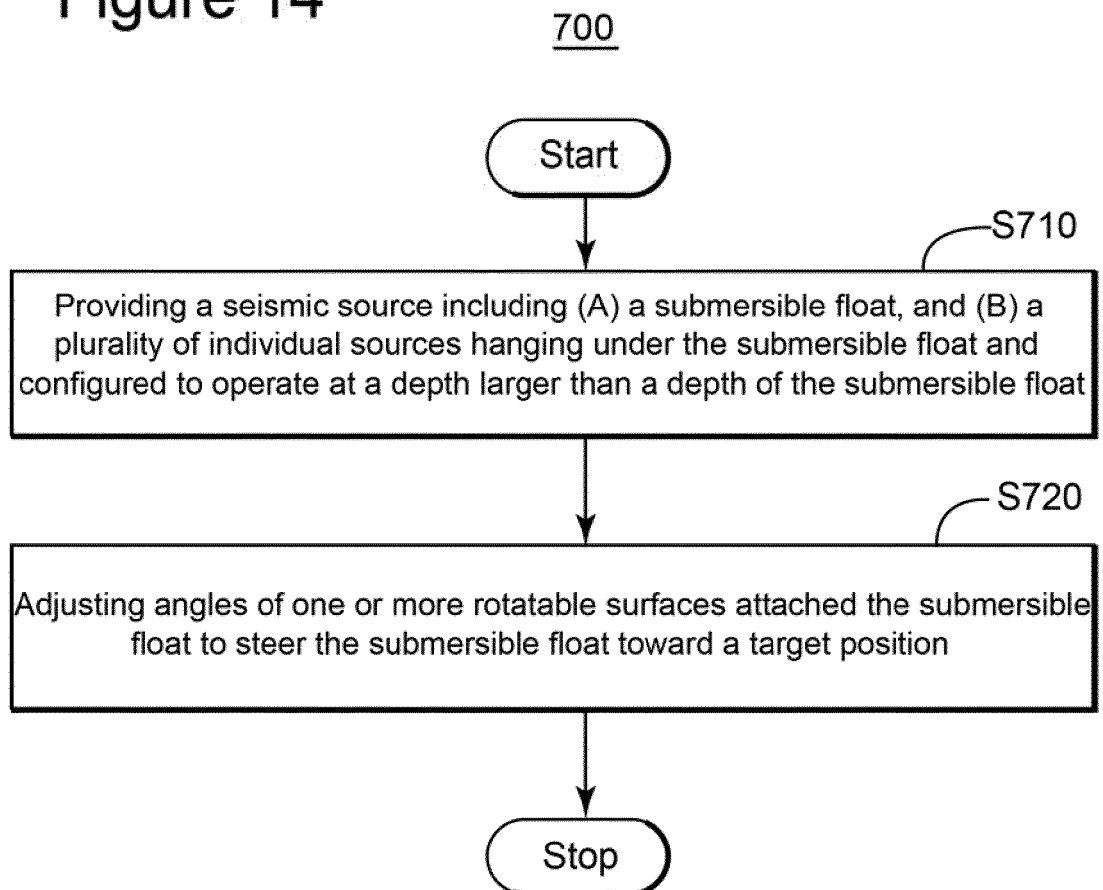 Figure 14
700
Start
S710
Providing a seismic source including (A) a submersible float, and (B) a
plurality of individual sources hanging under the submersible float and
configured to operate at a depth larger than a depth of the submersible float
S720
Adjusting angles of one or more rotatable surfaces attached the submersible
float to steer the submersible float toward a target position
Stop